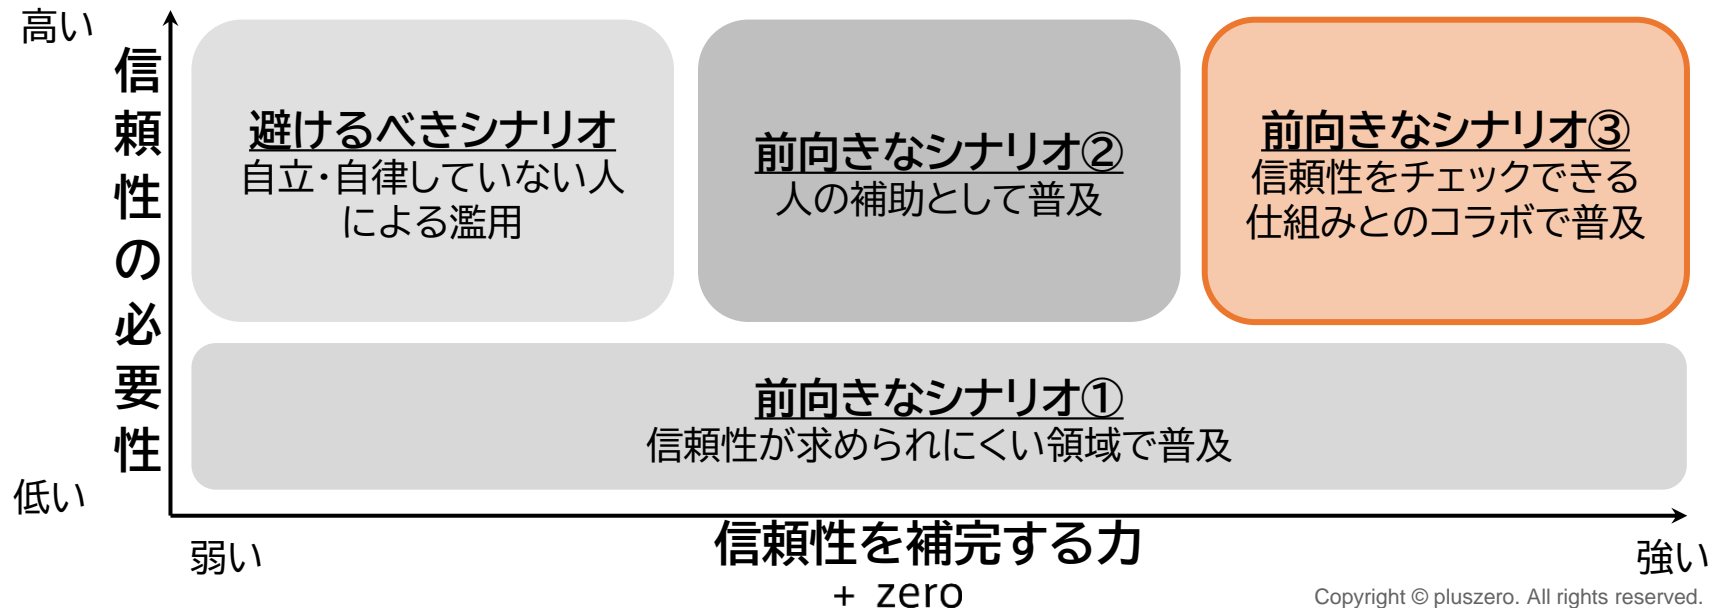 高い
信頼性の必要性
低い
避けるべきシナリオ
自立・自律していない人
による濫用
前向きなシナリオ②
人の補助として普及
前向きなシナリオ③
信頼性をチェックできる
仕組みとのコラボで普及
前向きなシナリオ①
信頼性が求められにくい領域で普及
弱い
信頼性を補完する力
強い
+ zero
Copyright © pluszero. All rights reserved.